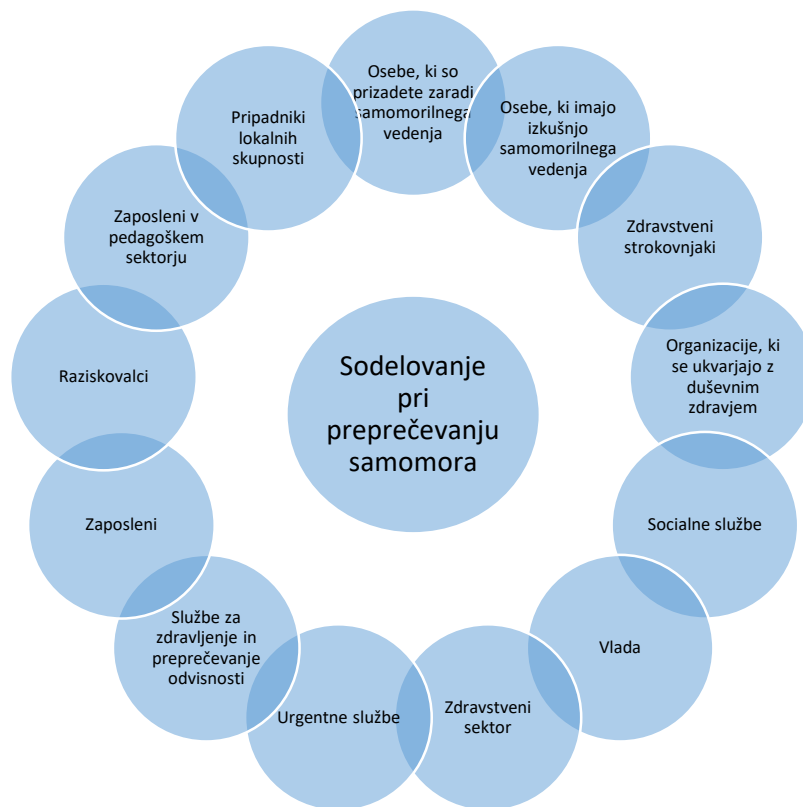 Osebe, ki so
prizadete zaradi
samomorilnega
vedenja
Osebe, ki imajo
izkušnjo
samomorilnega
vedenja
Zdravstveni
strokovnjaki
Organizacije, ki
se ukvarjajo z
duševnim
zdravjem
Socialne službe
Vlada
Zdravstveni
sektor
Urgentne službe
Službe za
zdravljenje in
preprečevanje
odvisnosti
Zaposleni
Raziskovalci
Zaposleni v
pedagoškem
sektorju
Pripadniki
lokalnih
skupnosti
Sodelovanje
pri
preprečevanju
samomora